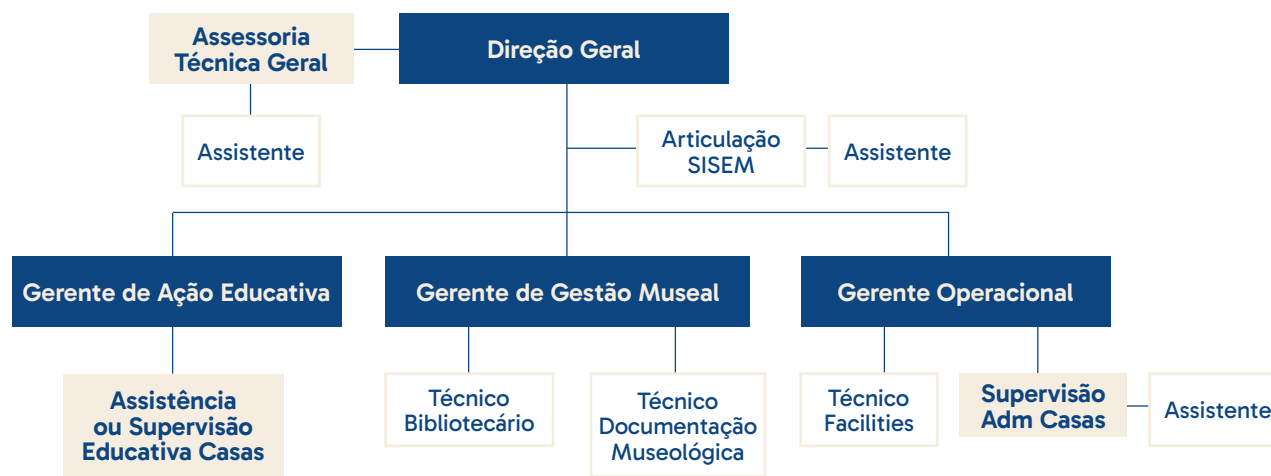 Assessoria
Técnica Geral
Direção Geral
Assistente
Articulação
SISEM
Assistente
Gerente de Ação Educativa
Gerente de Gestão Museal
Gerente Operacional
Assistência
ou Supervisão
Educativa Casas
Técnico
Bibliotecário
Técnico
Documentação
Museológica
Técnico
Facilities
Supervisão
Adm Casas
Assistente